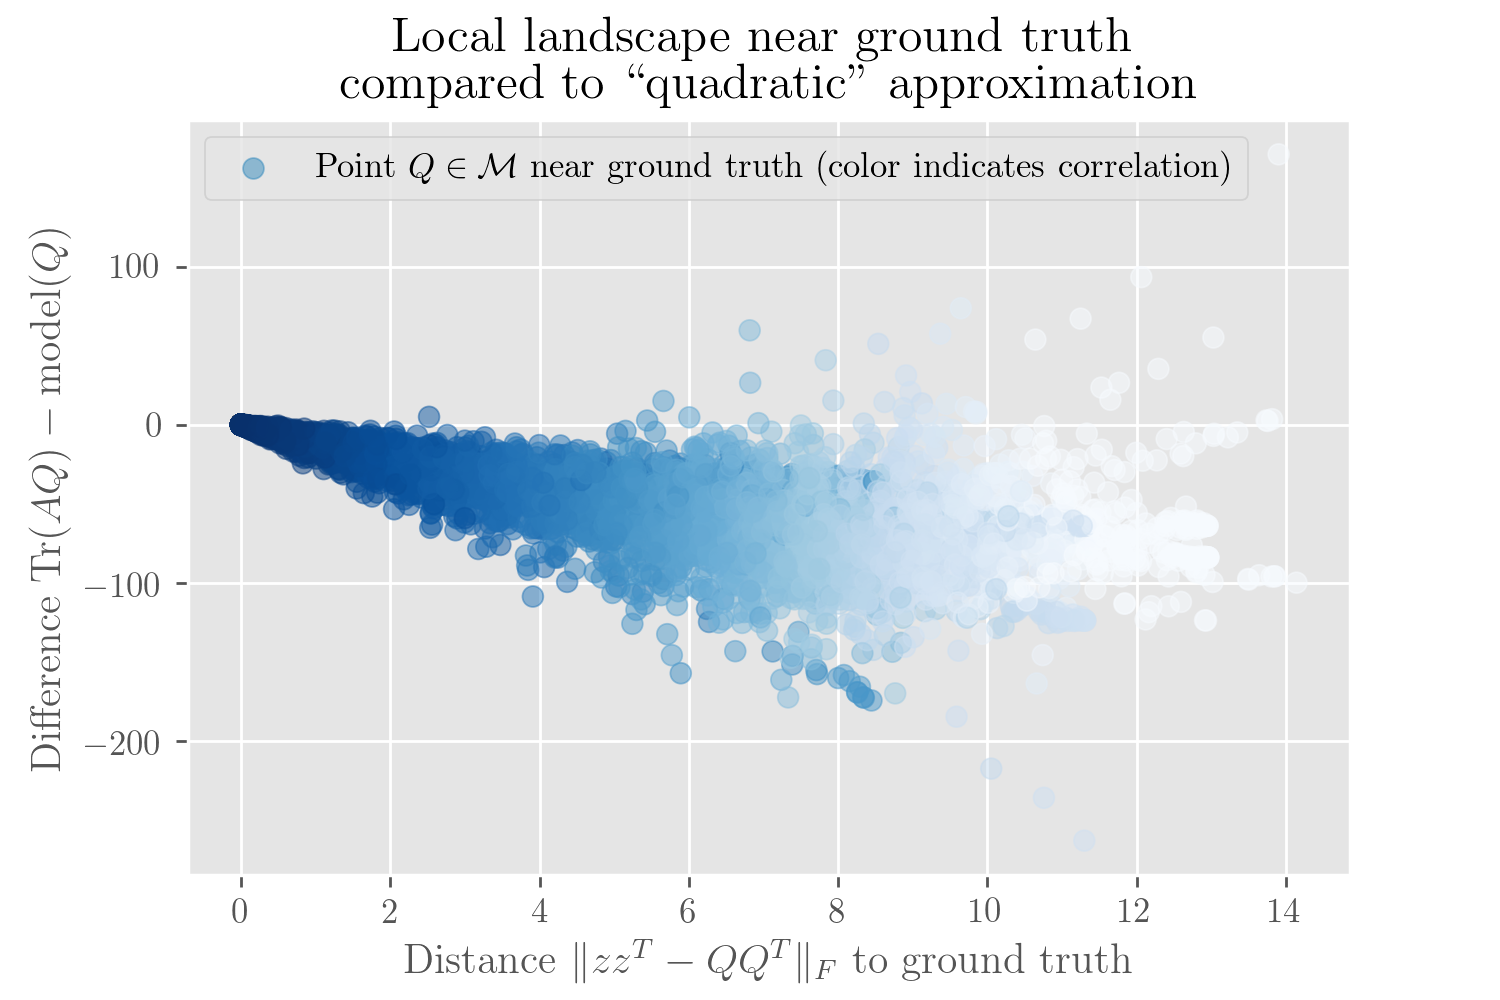 Local landscape near ground truth
compared to “quadratic” approximation
Point Q ∈ ℳ near ground truth (color indicates correlation)
Difference Tr(AQ) − model(Q)
100
0
−100
−200
0 2 4 6 8 10 12 14
Distance ‖zz^T − QQ^T‖_F to ground truth